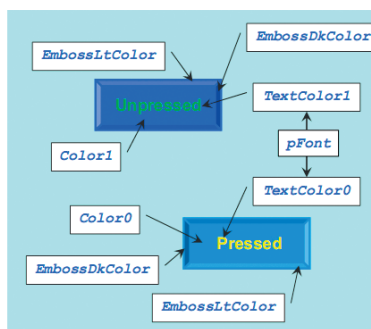 EmbossDkColor
EmbossLtColor
Unpressed
TextColor1
Color1
pFont
TextColor0
Color0
Pressed
EmbossDkColor
EmbossLtColor